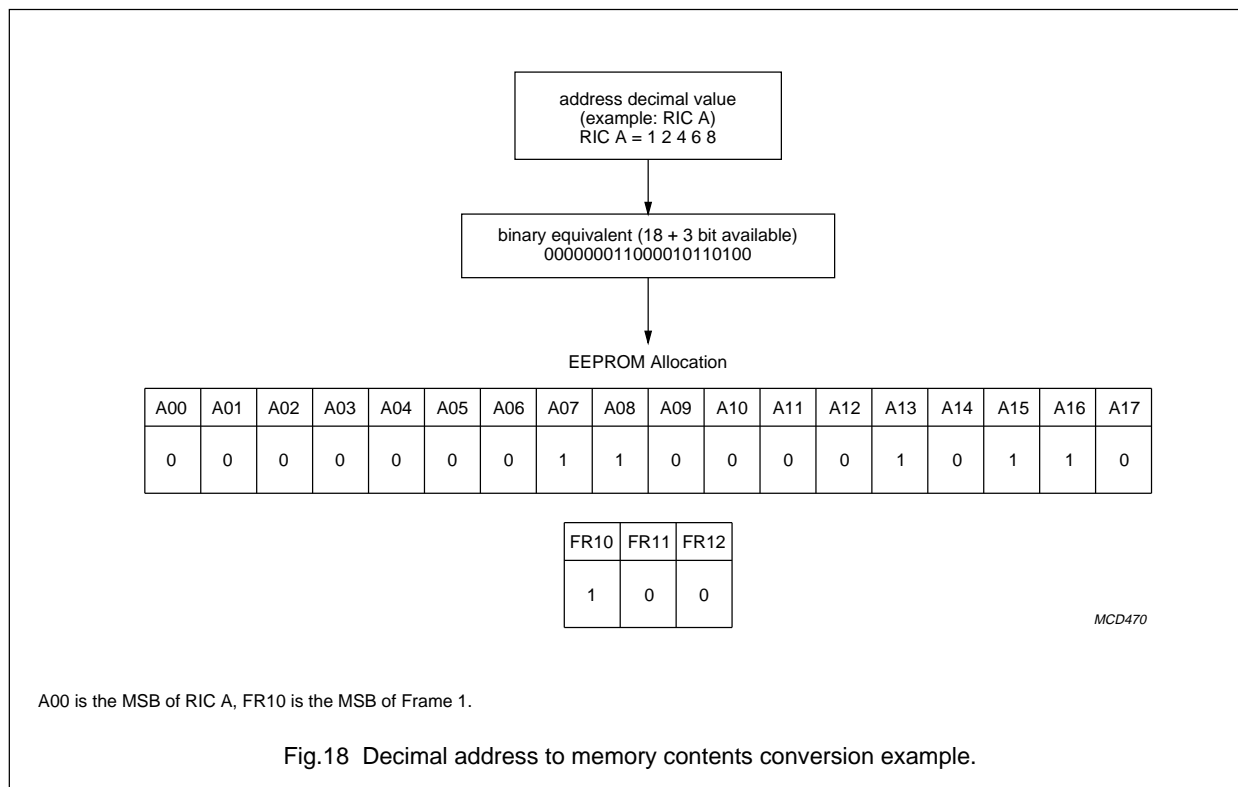 address decimal value
(example: RIC A)
RIC A = 1 2 4 6 8
binary equivalent (18 + 3 bit available)
000000011000010110100
EEPROM Allocation
A00 A01 A02 A03 A04 A05 A06 A07 A08 A09 A10 A11 A12 A13 A14 A15 A16 A17
0 0 0 0 0 0 0 1 1 0 0 0 0 1 0 1 1 0
FR10 FR11 FR12
1 0 0
MCD470
A00 is the MSB of RIC A, FR10 is the MSB of Frame 1.
Fig.18 Decimal address to memory contents conversion example.